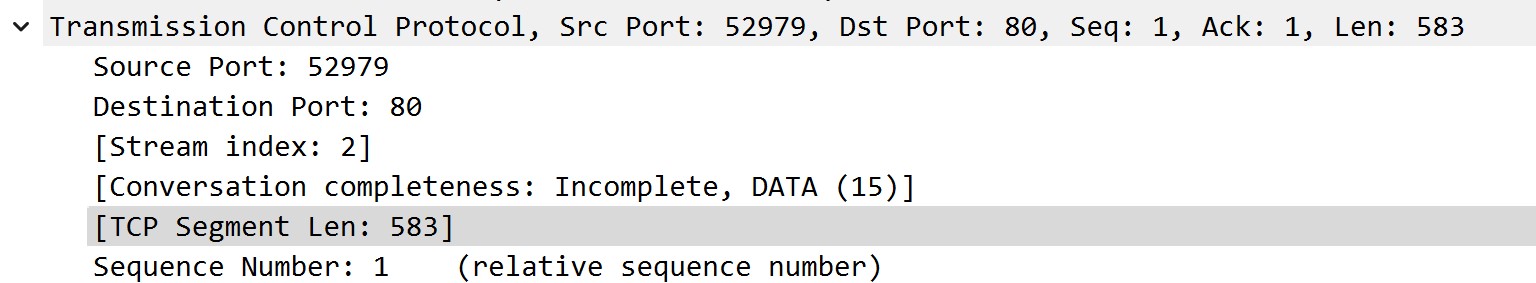 Transmission Control Protocol, Src Port: 52979, Dst Port: 80, Seq: 1, Ack: 1, Len: 583
Source Port: 52979
Destination Port: 80
[Stream index: 2]
[Conversation completeness: Incomplete, DATA (15)]
[TCP Segment Len: 583]
Sequence Number: 1    (relative sequence number)